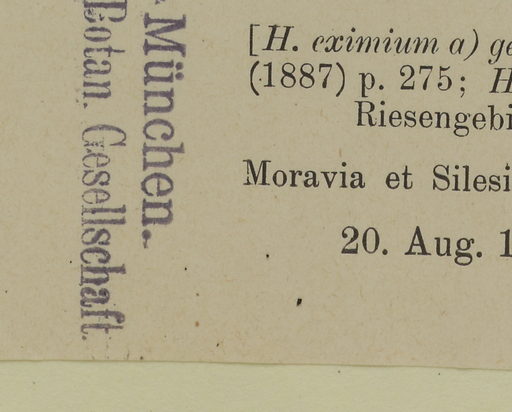 [H. eximium a) ge
(1887) p. 275; H
Riesengebi
Moravia et Silesi
20. Aug. 1
München.
Botan. Gesellschaft.